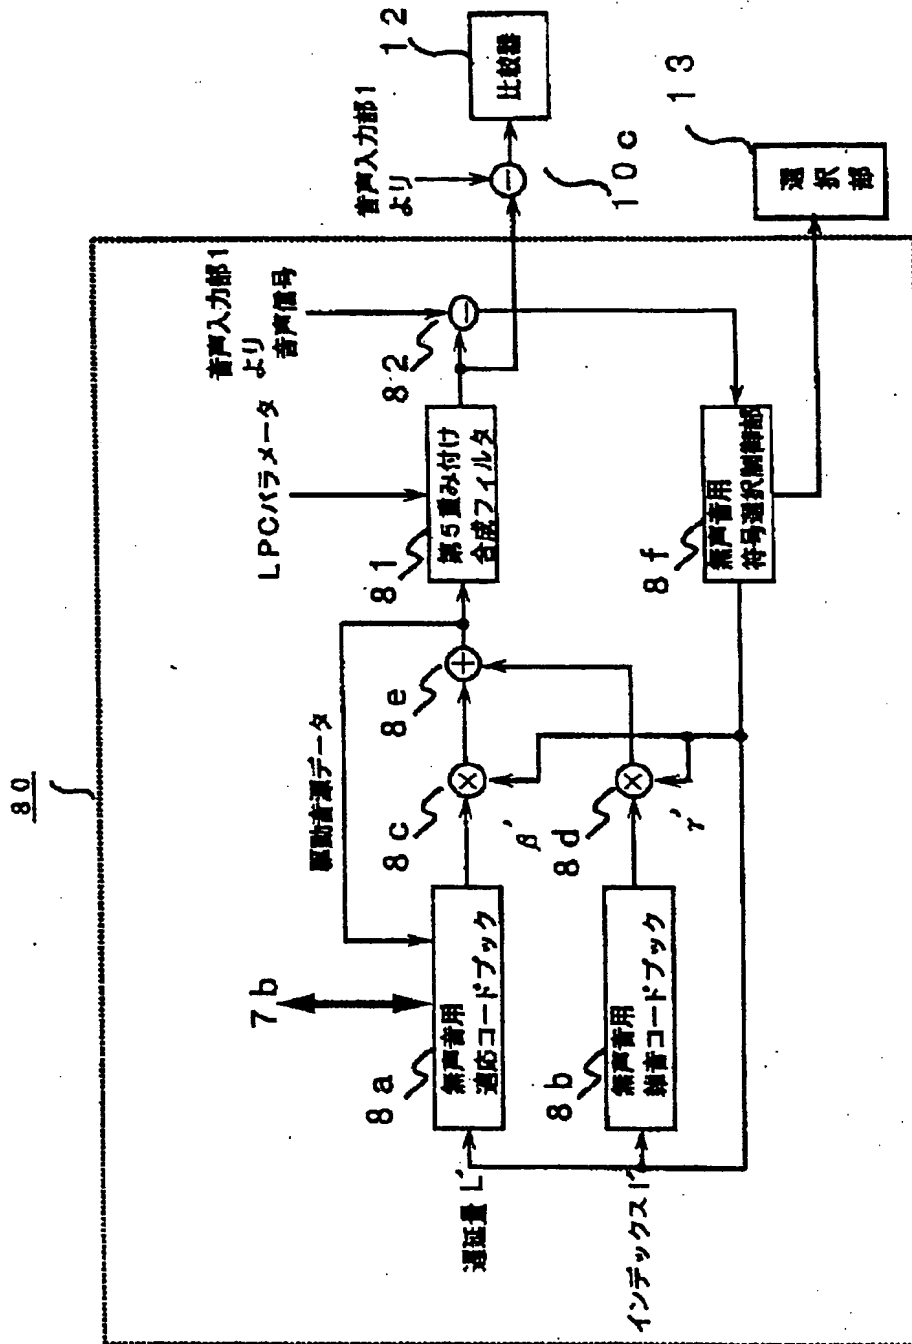 80
音声入力部1
より
音声信号
LPCパラメータ
駆動音源データ
7b
8a
無声音用
適応コードブック
遅延量 L'
8c
β'
8e
81
第5重み付け
合成フィルタ
82
音声入力部1
より
10c
12
比較器
8b
無声音用
雑音コードブック
インデックスI'
8d
γ'
8f
無声音用
符号選択制御部
13
選択部